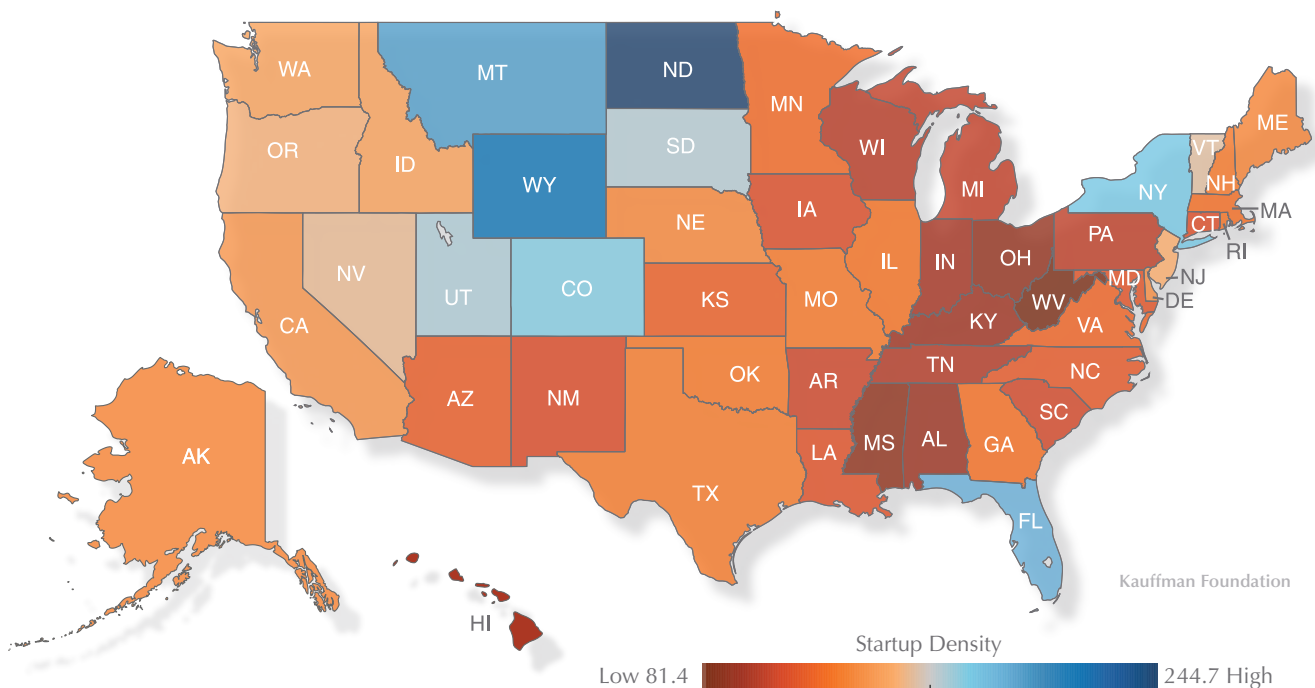 WA
MT
ND
MN
ME
OR
ID
SD
WI
VT
WY
MI
NY
NH
MA
IA
NE
CT
PA
RI
NV
IL
IN
OH
NJ
UT
CO
MD
KS
MO
WV
DE
CA
KY
VA
TN
NC
OK
AR
AZ
NM
SC
MS
AL
GA
LA
AK
TX
FL
Kauffman Foundation
HI
Startup Density
Low 81.4
244.7 High